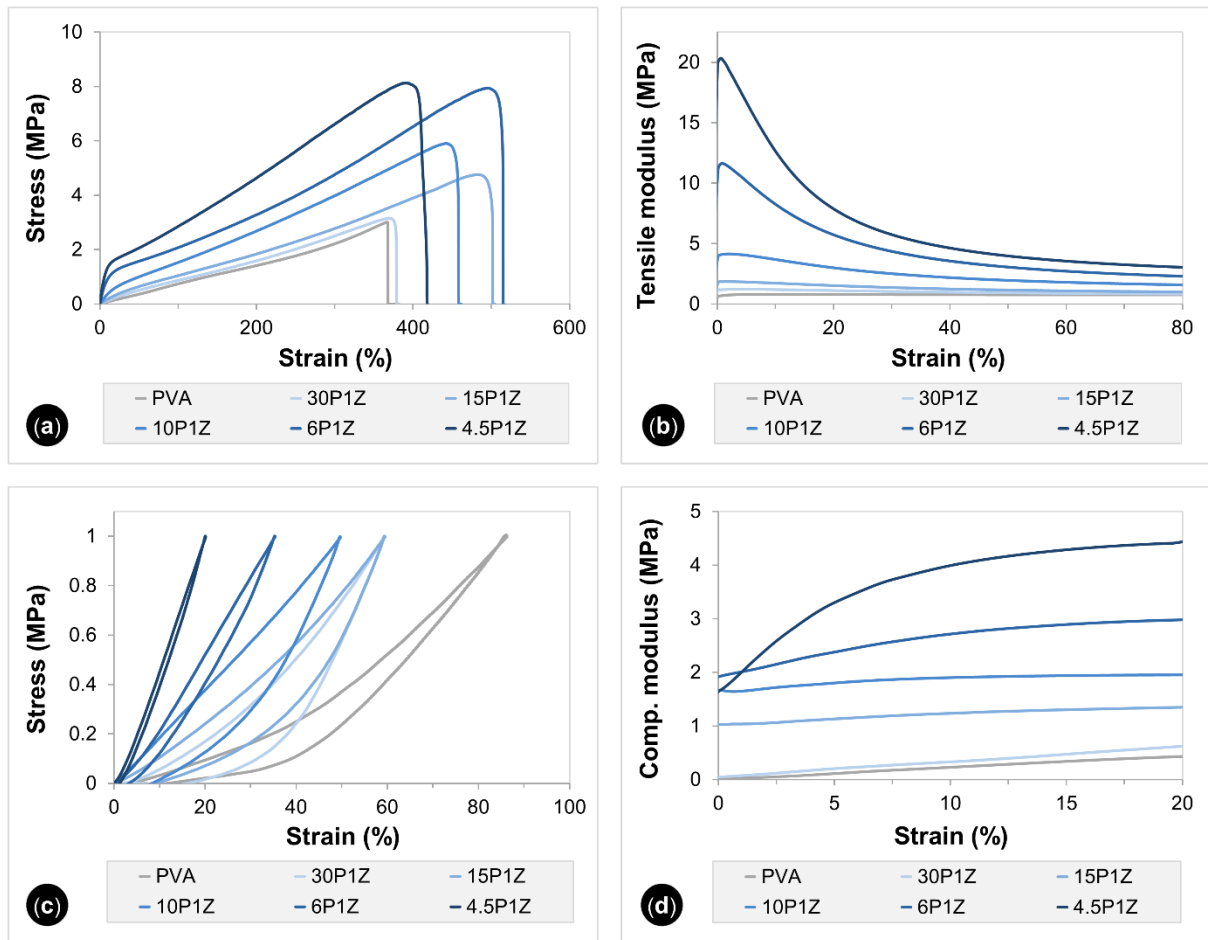 10
8
6
4
2
0
Stress (MPa)
0 200 400 600
Strain (%)
PVA 30P1Z 15P1Z
10P1Z 6P1Z 4.5P1Z
(a)
20
15
10
5
0
Tensile modulus (MPa)
0 20 40 60 80
Strain (%)
PVA 30P1Z 15P1Z
10P1Z 6P1Z 4.5P1Z
(b)
1
0.8
0.6
0.4
0.2
0
Stress (MPa)
0 20 40 60 80 100
Strain (%)
PVA 30P1Z 15P1Z
10P1Z 6P1Z 4.5P1Z
(c)
5
4
3
2
1
0
Comp. modulus (MPa)
0 5 10 15 20
Strain (%)
PVA 30P1Z 15P1Z
10P1Z 6P1Z 4.5P1Z
(d)